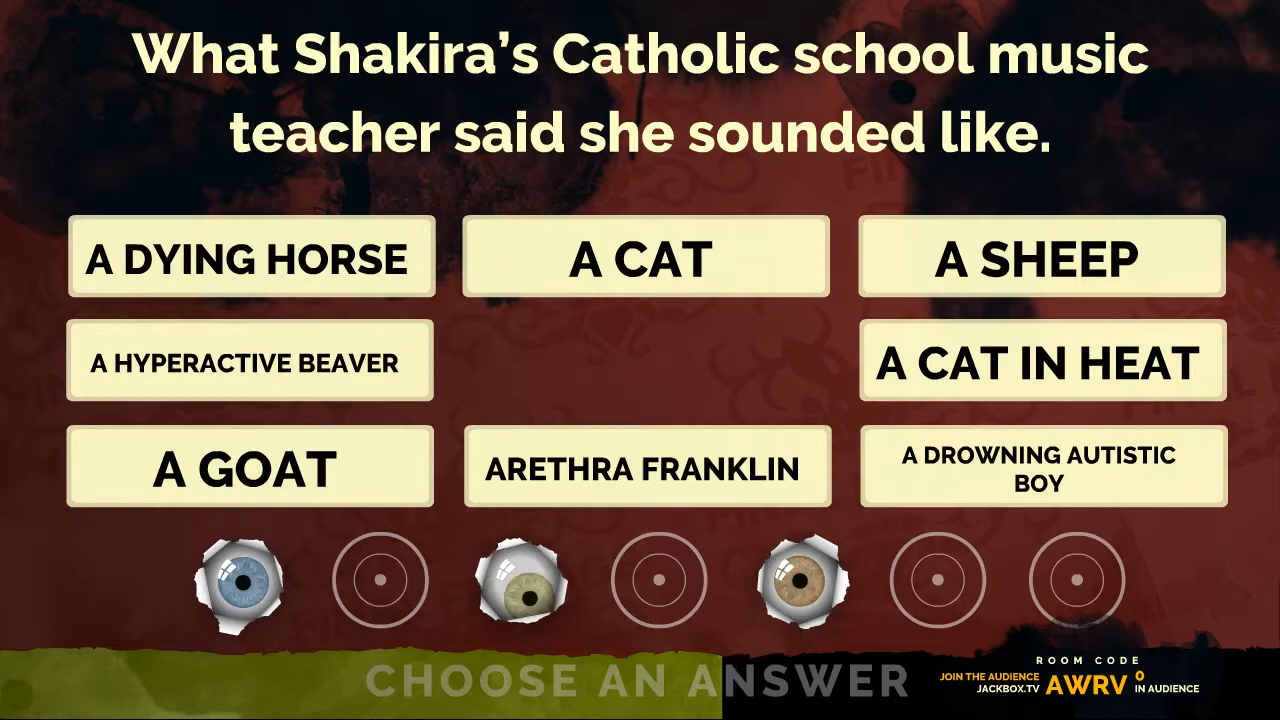 What Shakira's Catholic school music
teacher said she sounded like.
A DYING HORSE
A CAT
A SHEEP
A HYPERACTIVE BEAVER
A CAT IN HEAT
A GOAT
ARETHRA FRANKLIN
A DROWNING AUTISTIC
BOY
CHOOSE AN ANSWER
ROOM CODE
JOIN THE AUDIENCE
JACKBOX.TV
AWRV
0
IN AUDIENCE